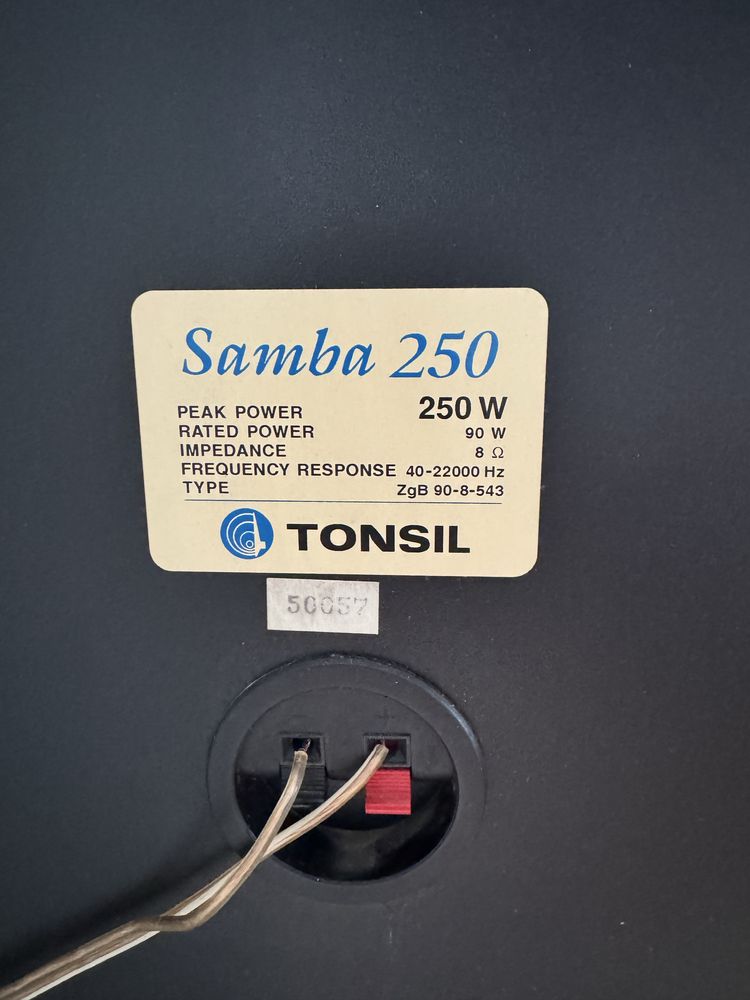 Samba 250
PEAK POWER 250 W
RATED POWER 90 W
IMPEDANCE 8 Ω
FREQUENCY RESPONSE 40-22000 Hz
TYPE ZgB 90-8-543
TONSIL
50057